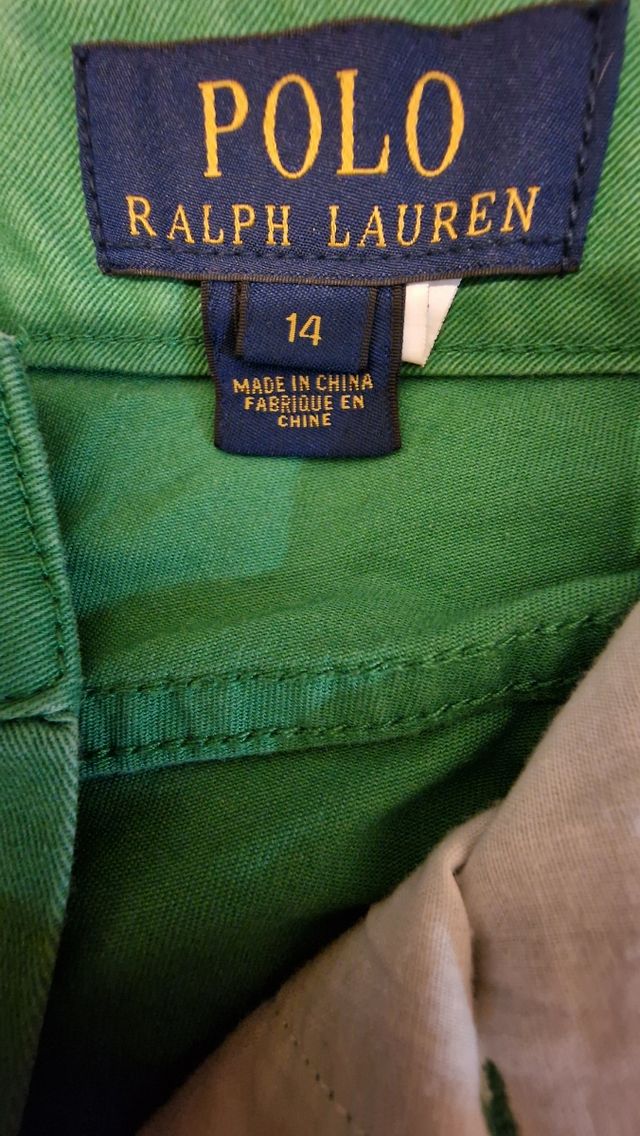 POLO
RALPH LAUREN
14
MADE IN CHINA
FABRIQUE EN
CHINE